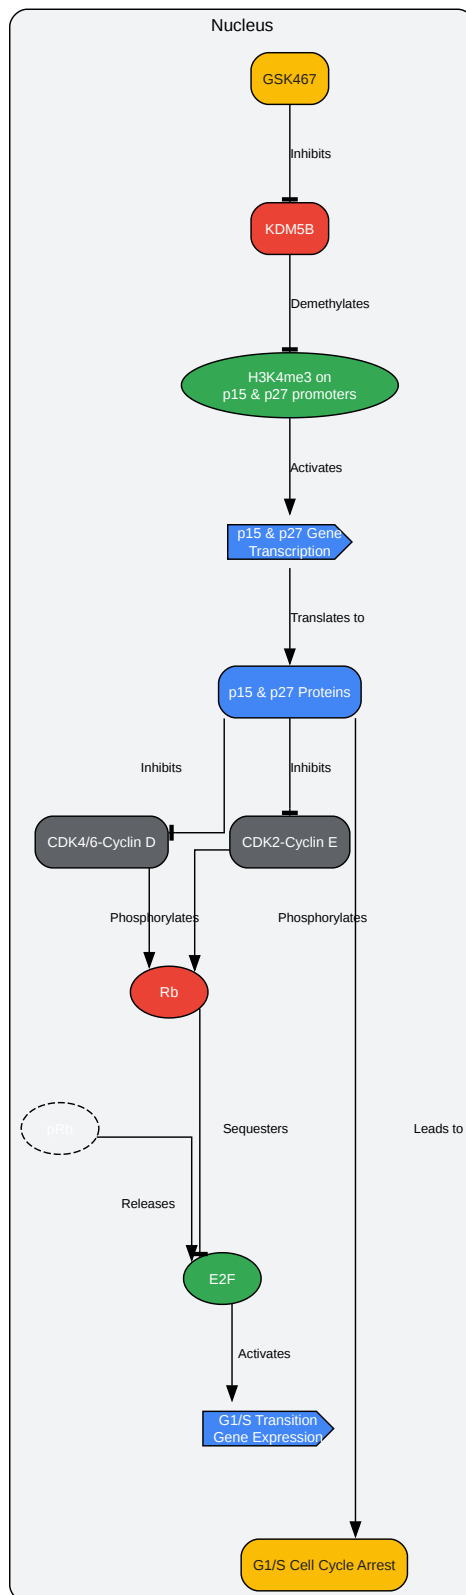 Nucleus
GSK467
Inhibits
KDM5B
Demethylates
H3K4me3 on
p15 & p27 promoters
Activates
p15 & p27 Gene
Transcription
Translates to
p15 & p27 Proteins
Inhibits
Inhibits
CDK4/6-Cyclin D
CDK2-Cyclin E
Phosphorylates
Phosphorylates
Rb
pRb
Sequesters
Leads to
Releases
E2F
Activates
G1/S Transition
Gene Expression
G1/S Cell Cycle Arrest